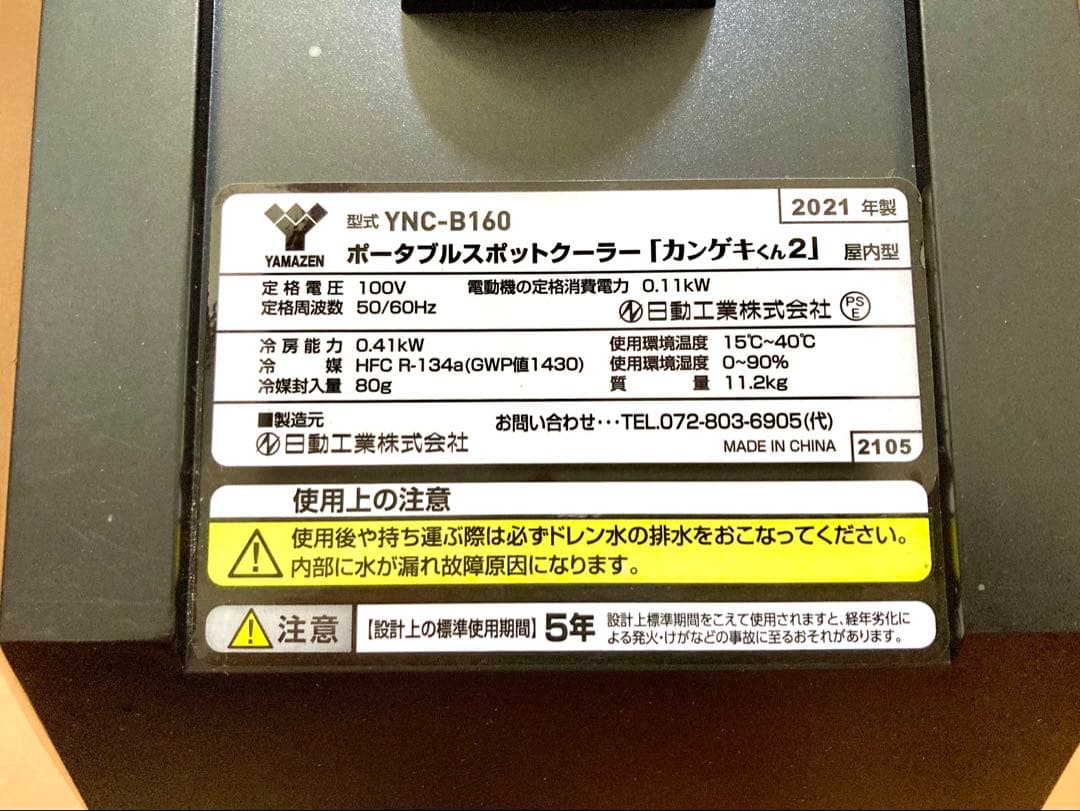 YAMAZEN
型式 YNC-B160
2021 年製
ポータブルスポットクーラー「カンゲキくん2」 屋内型
定格電圧 100V 電動機の定格消費電力 0.11kW
定格周波数 50/60Hz 日動工業株式会社 PSE
冷房能力 0.41kW 使用環境温度 15℃~40℃
冷媒 HFC R-134a(GWP値1430) 使用環境湿度 0~90%
冷媒封入量 80g 質量 11.2kg
■製造元 お問い合わせ・・・TEL.072-803-6905(代)
日動工業株式会社 MADE IN CHINA 2105
使用上の注意
使用後や持ち運ぶ際は必ずドレン水の排水をおこなってください。
内部に水が漏れ故障原因になります。
注意 【設計上の標準使用期間】 5年 設計上標準期間をこえて使用されますと、経年劣化に
よる発火・けがなどの事故に至るおそれがあります。